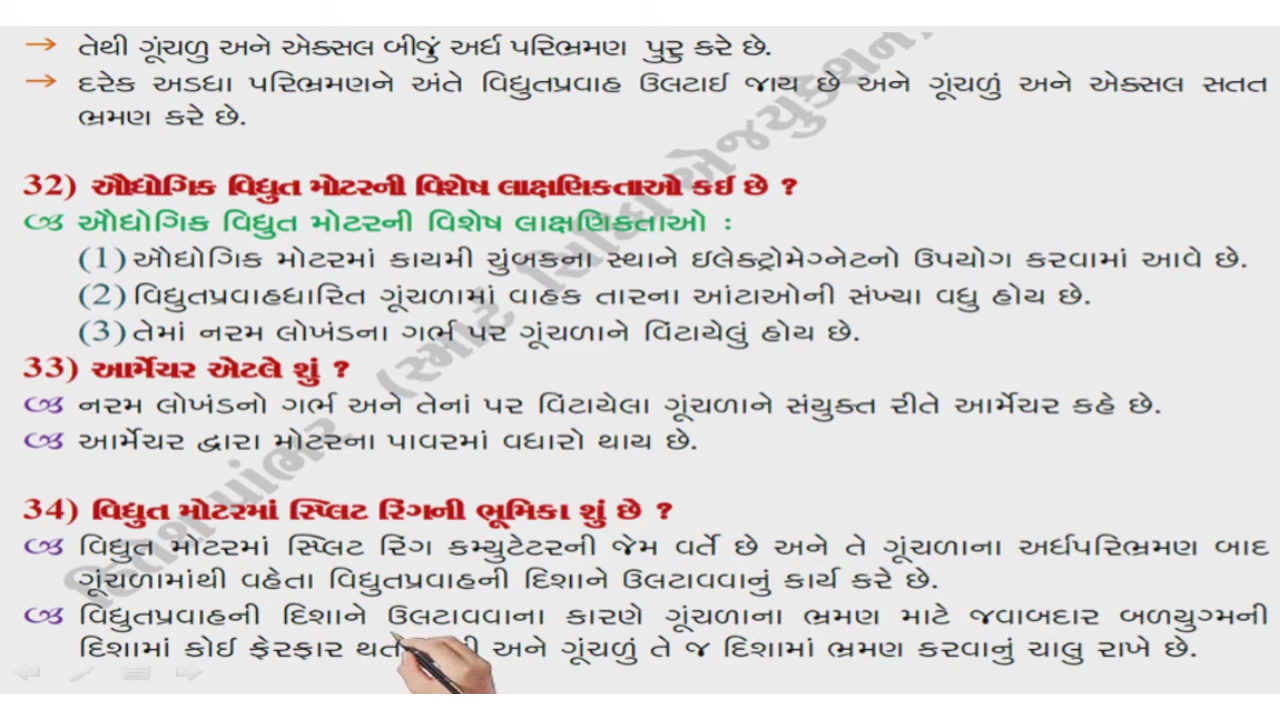 → તેથી ગૂંચળુ અને એક્સલ બીજું અર્ધ પરિભ્રમણ પુરુ કરે છે.
→ દરેક અડધા પરિભ્રમણને અંતે વિદ્યુતપ્રવાહ ઉલટાઈ જાય છે અને ગૂંચળું અને એક્સલ સતત
ભ્રમણ કરે છે.
32) ઔદ્યોગિક વિદ્યુત મોટરની વિશેષ લાક્ષણિકતાઓ કઈ છે ?
ઔદ્યોગિક વિદ્યુત મોટરની વિશેષ લાક્ષણિકતાઓ :
(1) ઔદ્યોગિક મોટરમાં કાયમી ચુંબકના સ્થાને ઇલેક્ટ્રોમેગ્નેટનો ઉપયોગ કરવામાં આવે છે.
(2) વિદ્યુતપ્રવાહધારિત ગૂંચળામાં વાહક તારના આંટાઓની સંખ્યા વધુ હોય છે.
(3) તેમાં નરમ લોખંડના ગર્ભ પર ગૂંચળાને વિંટાયેલું હોય છે.
33) આર્મેચર એટલે શું ?
નરમ લોખંડનો ગર્ભ અને તેનાં પર વિંટાયેલા ગૂંચળાને સંયુક્ત રીતે આર્મેચર કહે છે.
આર્મેચર દ્વારા મોટરના પાવરમાં વધારો થાય છે.
34) વિદ્યુત મોટરમાં સ્પ્લિટ રિંગની ભૂમિકા શું છે ?
વિદ્યુત મોટરમાં સ્પ્લિટ રિંગ કમ્યુટેટરની જેમ વર્તે છે અને તે ગૂંચળાના અર્ધપરિભ્રમણ બાદ
ગૂંચળામાંથી વહેતા વિદ્યુતપ્રવાહની દિશાને ઉલટાવવાનું કાર્ય કરે છે.
વિદ્યુતપ્રવાહની દિશાને ઉલટાવવાના કારણે ગૂંચળાના ભ્રમણ માટે જવાબદાર બળયુગ્મની
દિશામાં કોઈ ફેરફાર અને ગૂંચળું તે જ દિશામાં ભ્રમણ કરવાનું ચાલુ રાખે છે.
હિતેશ પાંભર (સ્માર્ટ સ્ટડી એજ્યુકેશન)